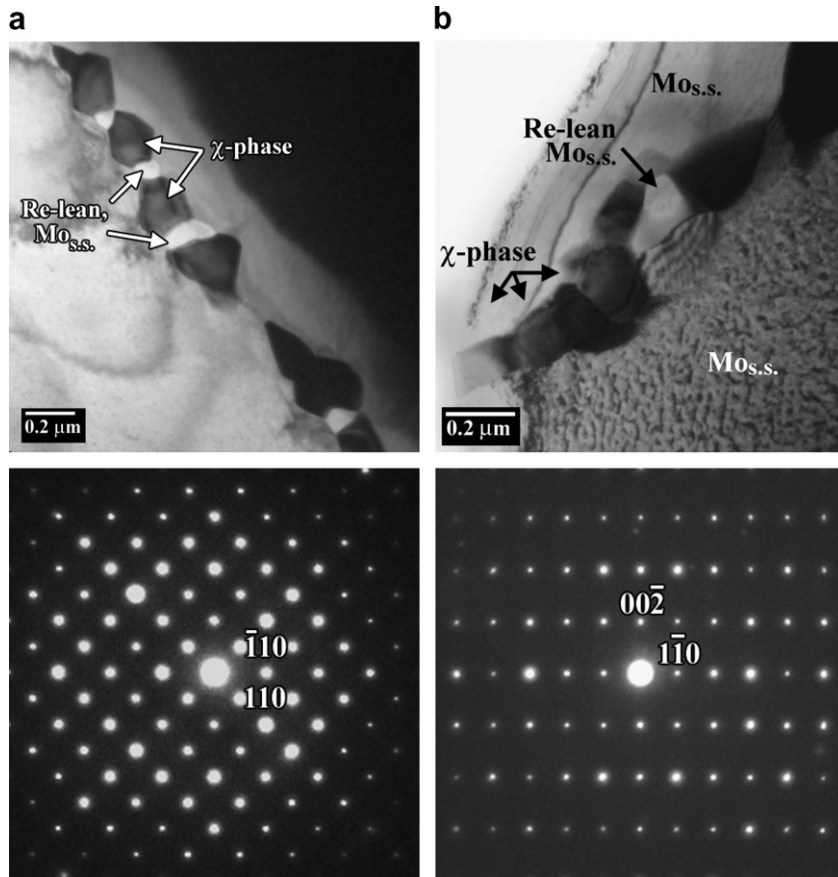 a
χ-phase
Re-lean,
Mos.s.
0.2 μm
1̄10
110
b
Mos.s.
Re-lean
Mos.s.
χ-phase
Mos.s.
0.2 μm
002̄
11̄0